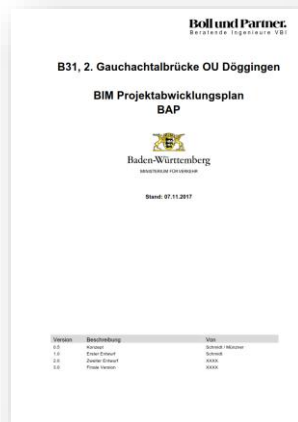 Boll und Partner.
Beratende Ingenieure VBI
B31, 2. Gauchachtalbrücke OU Döggingen
BIM Projektabwicklungsplan
BAP
Baden-Württemberg
MINISTERIUM FÜR VERKEHR
Stand: 07.11.2017
Version Beschreibung Von
0.5 Konzept Schmidt / Münzner
1.0 Erster Entwurf Schmidt
2.0 Zweiter Entwurf XXXX
3.0 Finale Version XXXX